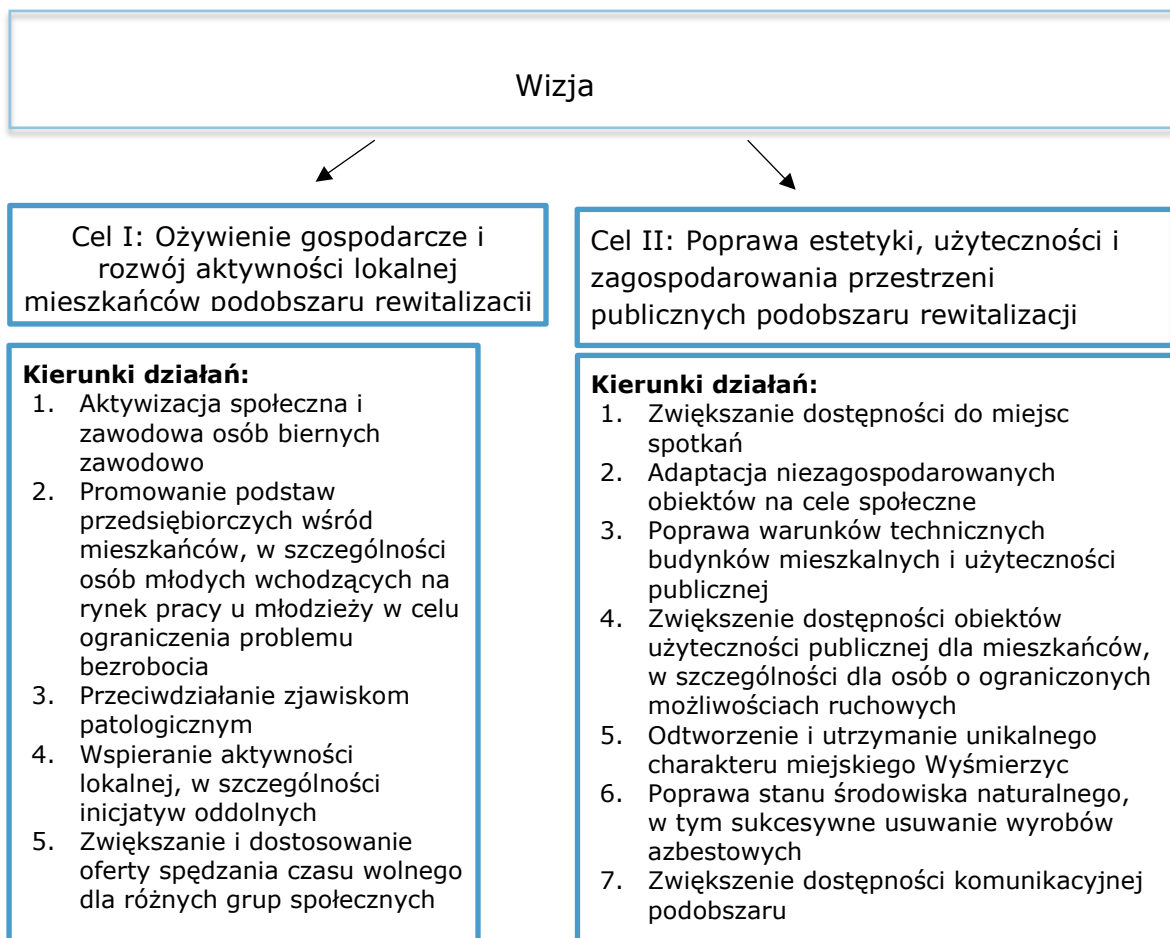 Wizja
Cel I: Ożywienie gospodarcze i
rozwój aktywności lokalnej
mieszkańców podobszaru rewitalizacji
Kierunki działań:
1. Aktywizacja społeczna i
zawodowa osób biernych
zawodowo
2. Promowanie podstaw
przedsiębiorczych wśród
mieszkańców, w szczególności
osób młodych wchodzących na
rynek pracy u młodzieży w celu
ograniczenia problemu
bezrobocia
3. Przeciwdziałanie zjawiskom
patologicznym
4. Wspieranie aktywności
lokalnej, w szczególności
inicjatyw oddolnych
5. Zwiększanie i dostosowanie
oferty spędzania czasu wolnego
dla różnych grup społecznych
Cel II: Poprawa estetyki, użyteczności i
zagospodarowania przestrzeni
publicznych podobszaru rewitalizacji
Kierunki działań:
1. Zwiększanie dostępności do miejsc
spotkań
2. Adaptacja niezagospodarowanych
obiektów na cele społeczne
3. Poprawa warunków technicznych
budynków mieszkalnych i użyteczności
publicznej
4. Zwiększenie dostępności obiektów
użyteczności publicznej dla mieszkańców,
w szczególności dla osób o ograniczonych
możliwościach ruchowych
5. Odtworzenie i utrzymanie unikalnego
charakteru miejskiego Wyśmierzyc
6. Poprawa stanu środowiska naturalnego,
w tym sukcesywne usuwanie wyrobów
azbestowych
7. Zwiększenie dostępności komunikacyjnej
podobszaru